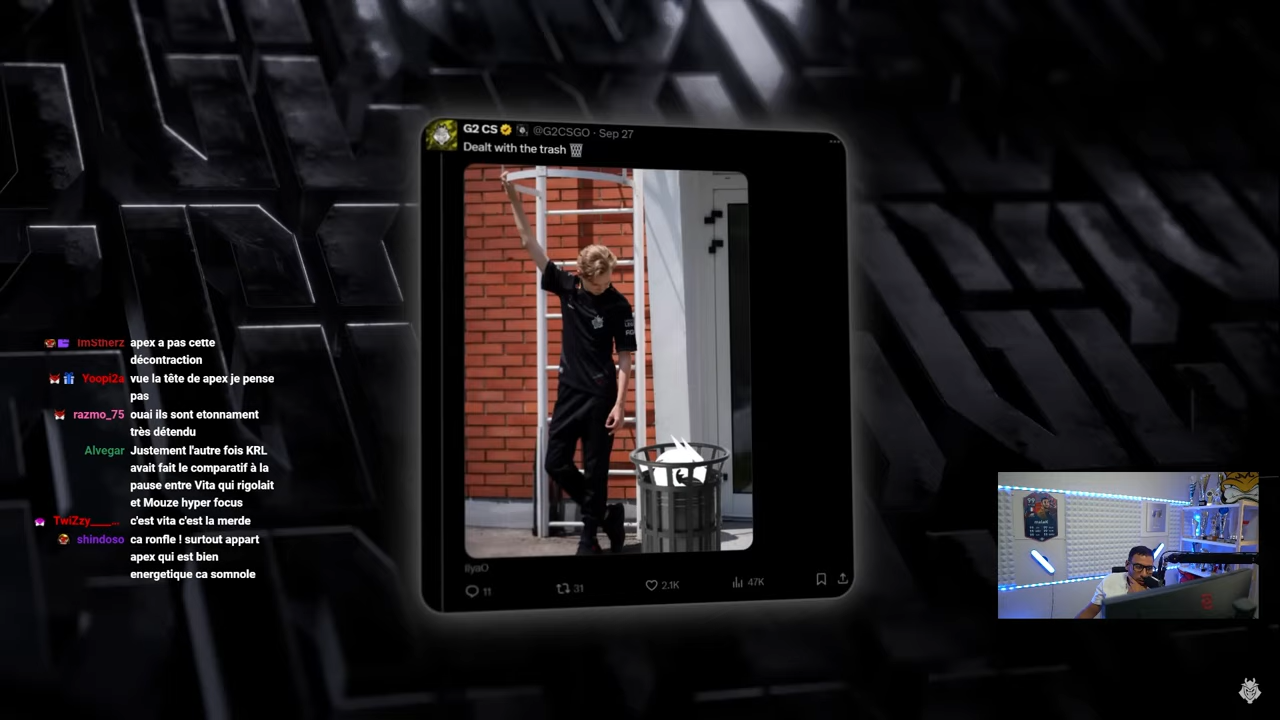 G2 CS @G2CSGO · Sep 27
Dealt with the trash
IlyaO
11 31 2.1K 47K
ImStherz apex a pas cette
décontraction
Yoopi2a vue la tête de apex je pense
pas
razmo_75 ouai ils sont etonnament
très détendu
Alvegar Justement l'autre fois KRL
avait fait le comparatif à la
pause entre Vita qui rigolait
et Mouze hyper focus
TwiZzy____... c'est vita c'est la merde
shindoso ca ronfle ! surtout appart
apex qui est bien
energetique ca somnole